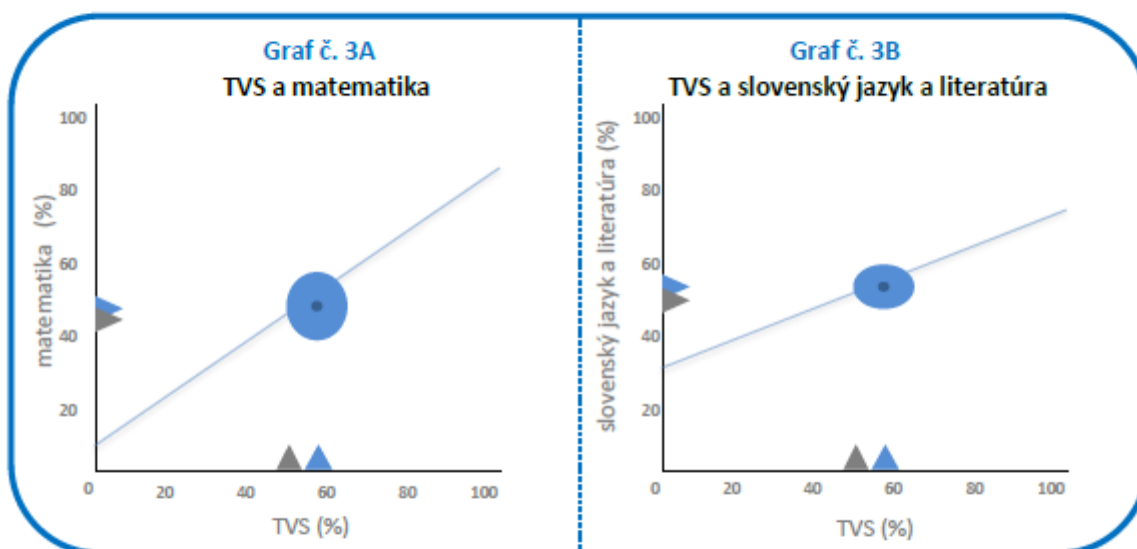 Graf č. 3A
TVS a matematika
matematika (%)
100
80
60
40
20
0 20 40 60 80 100
TVS (%)
Graf č. 3B
TVS a slovenský jazyk a literatúra
slovenský jazyk a literatúra (%)
100
80
60
40
20
0 20 40 60 80 100
TVS (%)